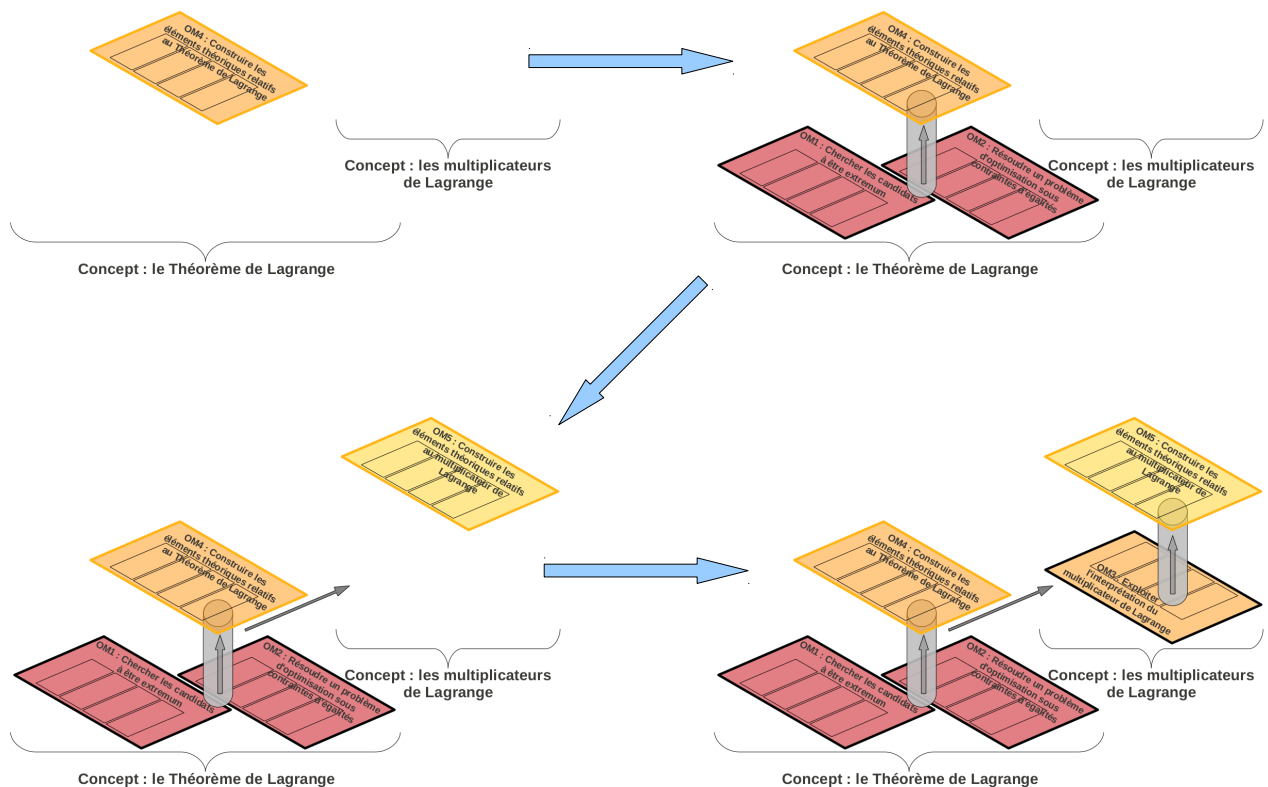 OM4 : Construire les
éléments théoriques relatifs
au Théorème de Lagrange
Concept : les multiplicateurs
de Lagrange
Concept : le Théorème de Lagrange
OM4 : Construire les
éléments théoriques relatifs
au Théorème de Lagrange
OM1 : Chercher les candidats
à être extremum
OM2 : Résoudre un problème
d'optimisation sous
contraintes d'égalités
Concept : les multiplicateurs
de Lagrange
Concept : le Théorème de Lagrange
OM5 : Construire les
éléments théoriques relatifs
au multiplicateur de
Lagrange
OM4 : Construire les
éléments théoriques relatifs
au Théorème de Lagrange
OM1 : Chercher les candidats
à être extremum
OM2 : Résoudre un problème
d'optimisation sous
contraintes d'égalités
Concept : les multiplicateurs
de Lagrange
Concept : le Théorème de Lagrange
OM5 : Construire les
éléments théoriques relatifs
au multiplicateur de
Lagrange
OM4 : Construire les
éléments théoriques relatifs
au Théorème de Lagrange
OM3 : Exploiter
l'interprétation du
multiplicateur de Lagrange
OM1 : Chercher les candidats
à être extremum
OM2 : Résoudre un problème
d'optimisation sous
contraintes d'égalités
Concept : les multiplicateurs
de Lagrange
Concept : le Théorème de Lagrange